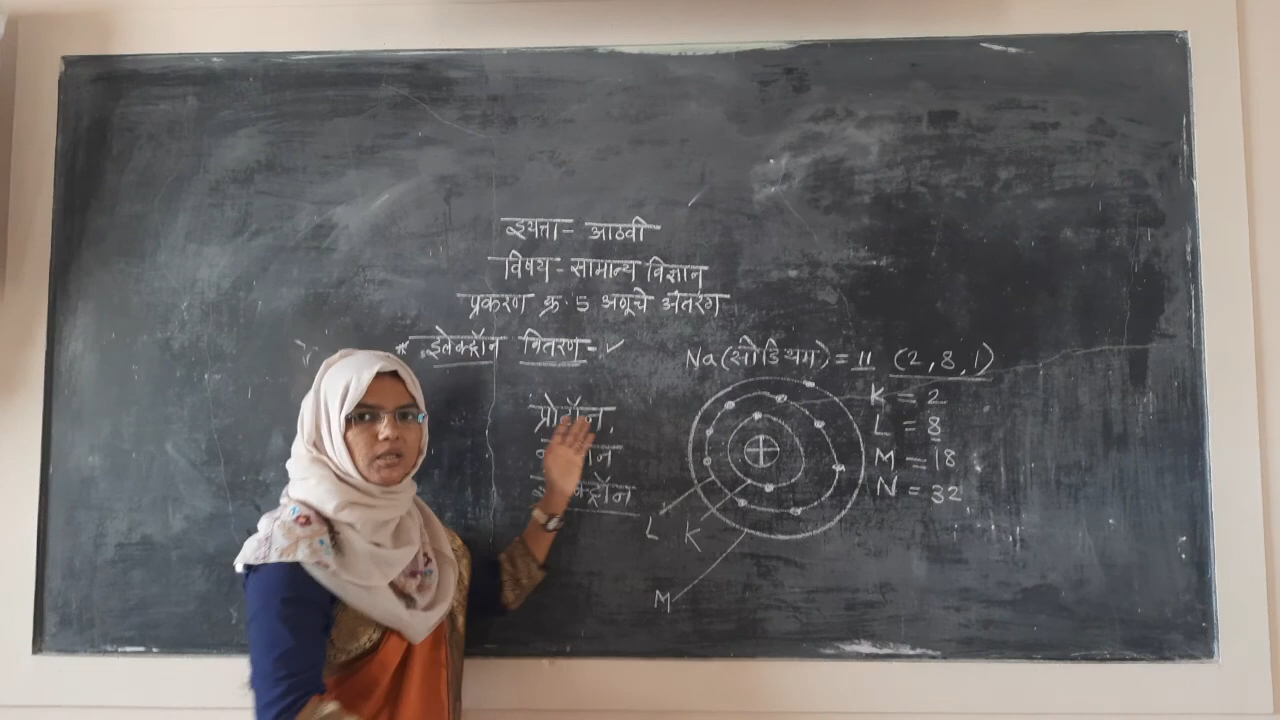 इयत्ता - आठवी
विषय - सामान्य विज्ञान
प्रकरण क्र. 5 अणूचे अंतरंग
* इलेक्ट्रॉन वितरण - ✓
Na (सोडियम) = 11 (2, 8, 1)
K = 2
L = 8
M = 18
N = 32
प्रोटॉन,
L K
M